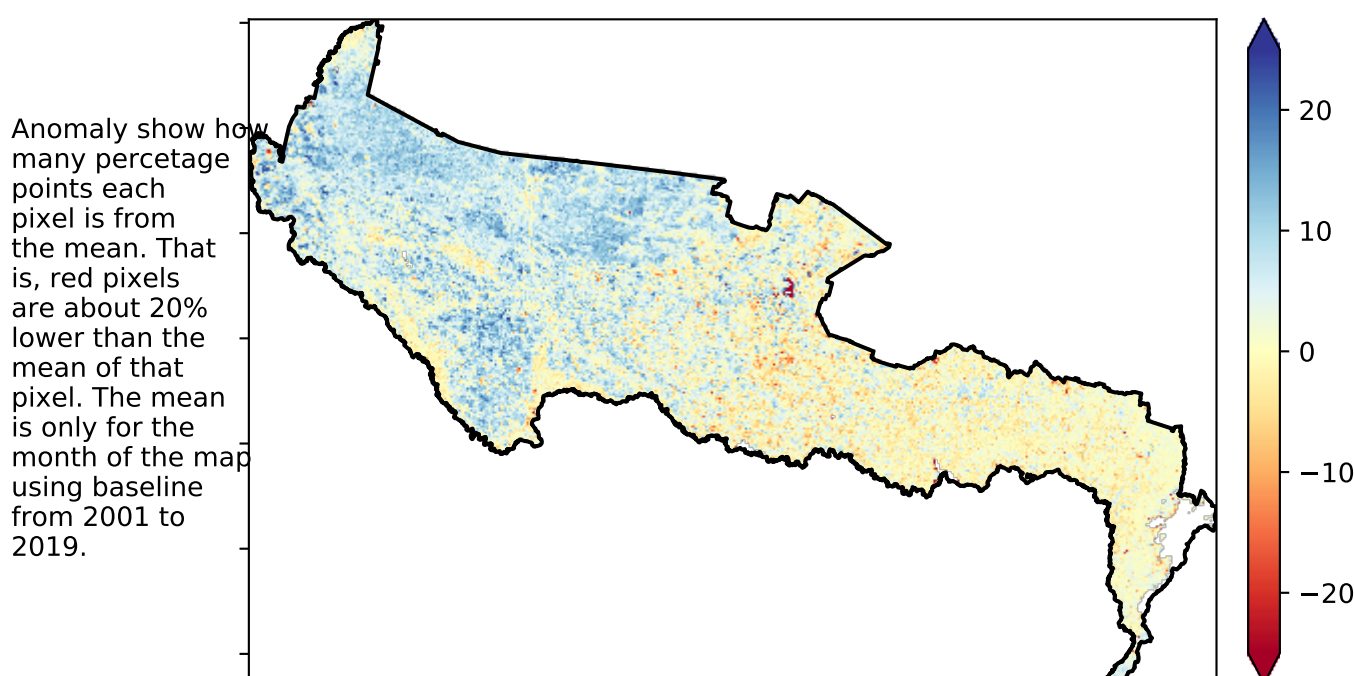 Anomaly show how
many percetage
points each
pixel is from
the mean. That
is, red pixels
are about 20%
lower than the
mean of that
pixel. The mean
is only for the
month of the map
using baseline
from 2001 to
2019.
20
10
0
−10
−20